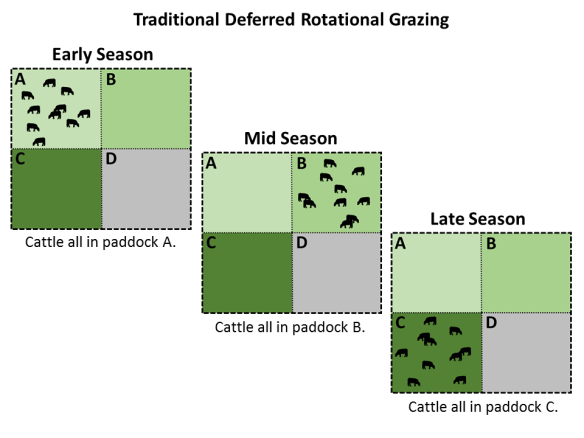 Traditional Deferred Rotational Grazing
Early Season
A B
C D
Cattle all in paddock A.
Mid Season
A B
C D
Cattle all in paddock B.
Late Season
A B
C D
Cattle all in paddock C.